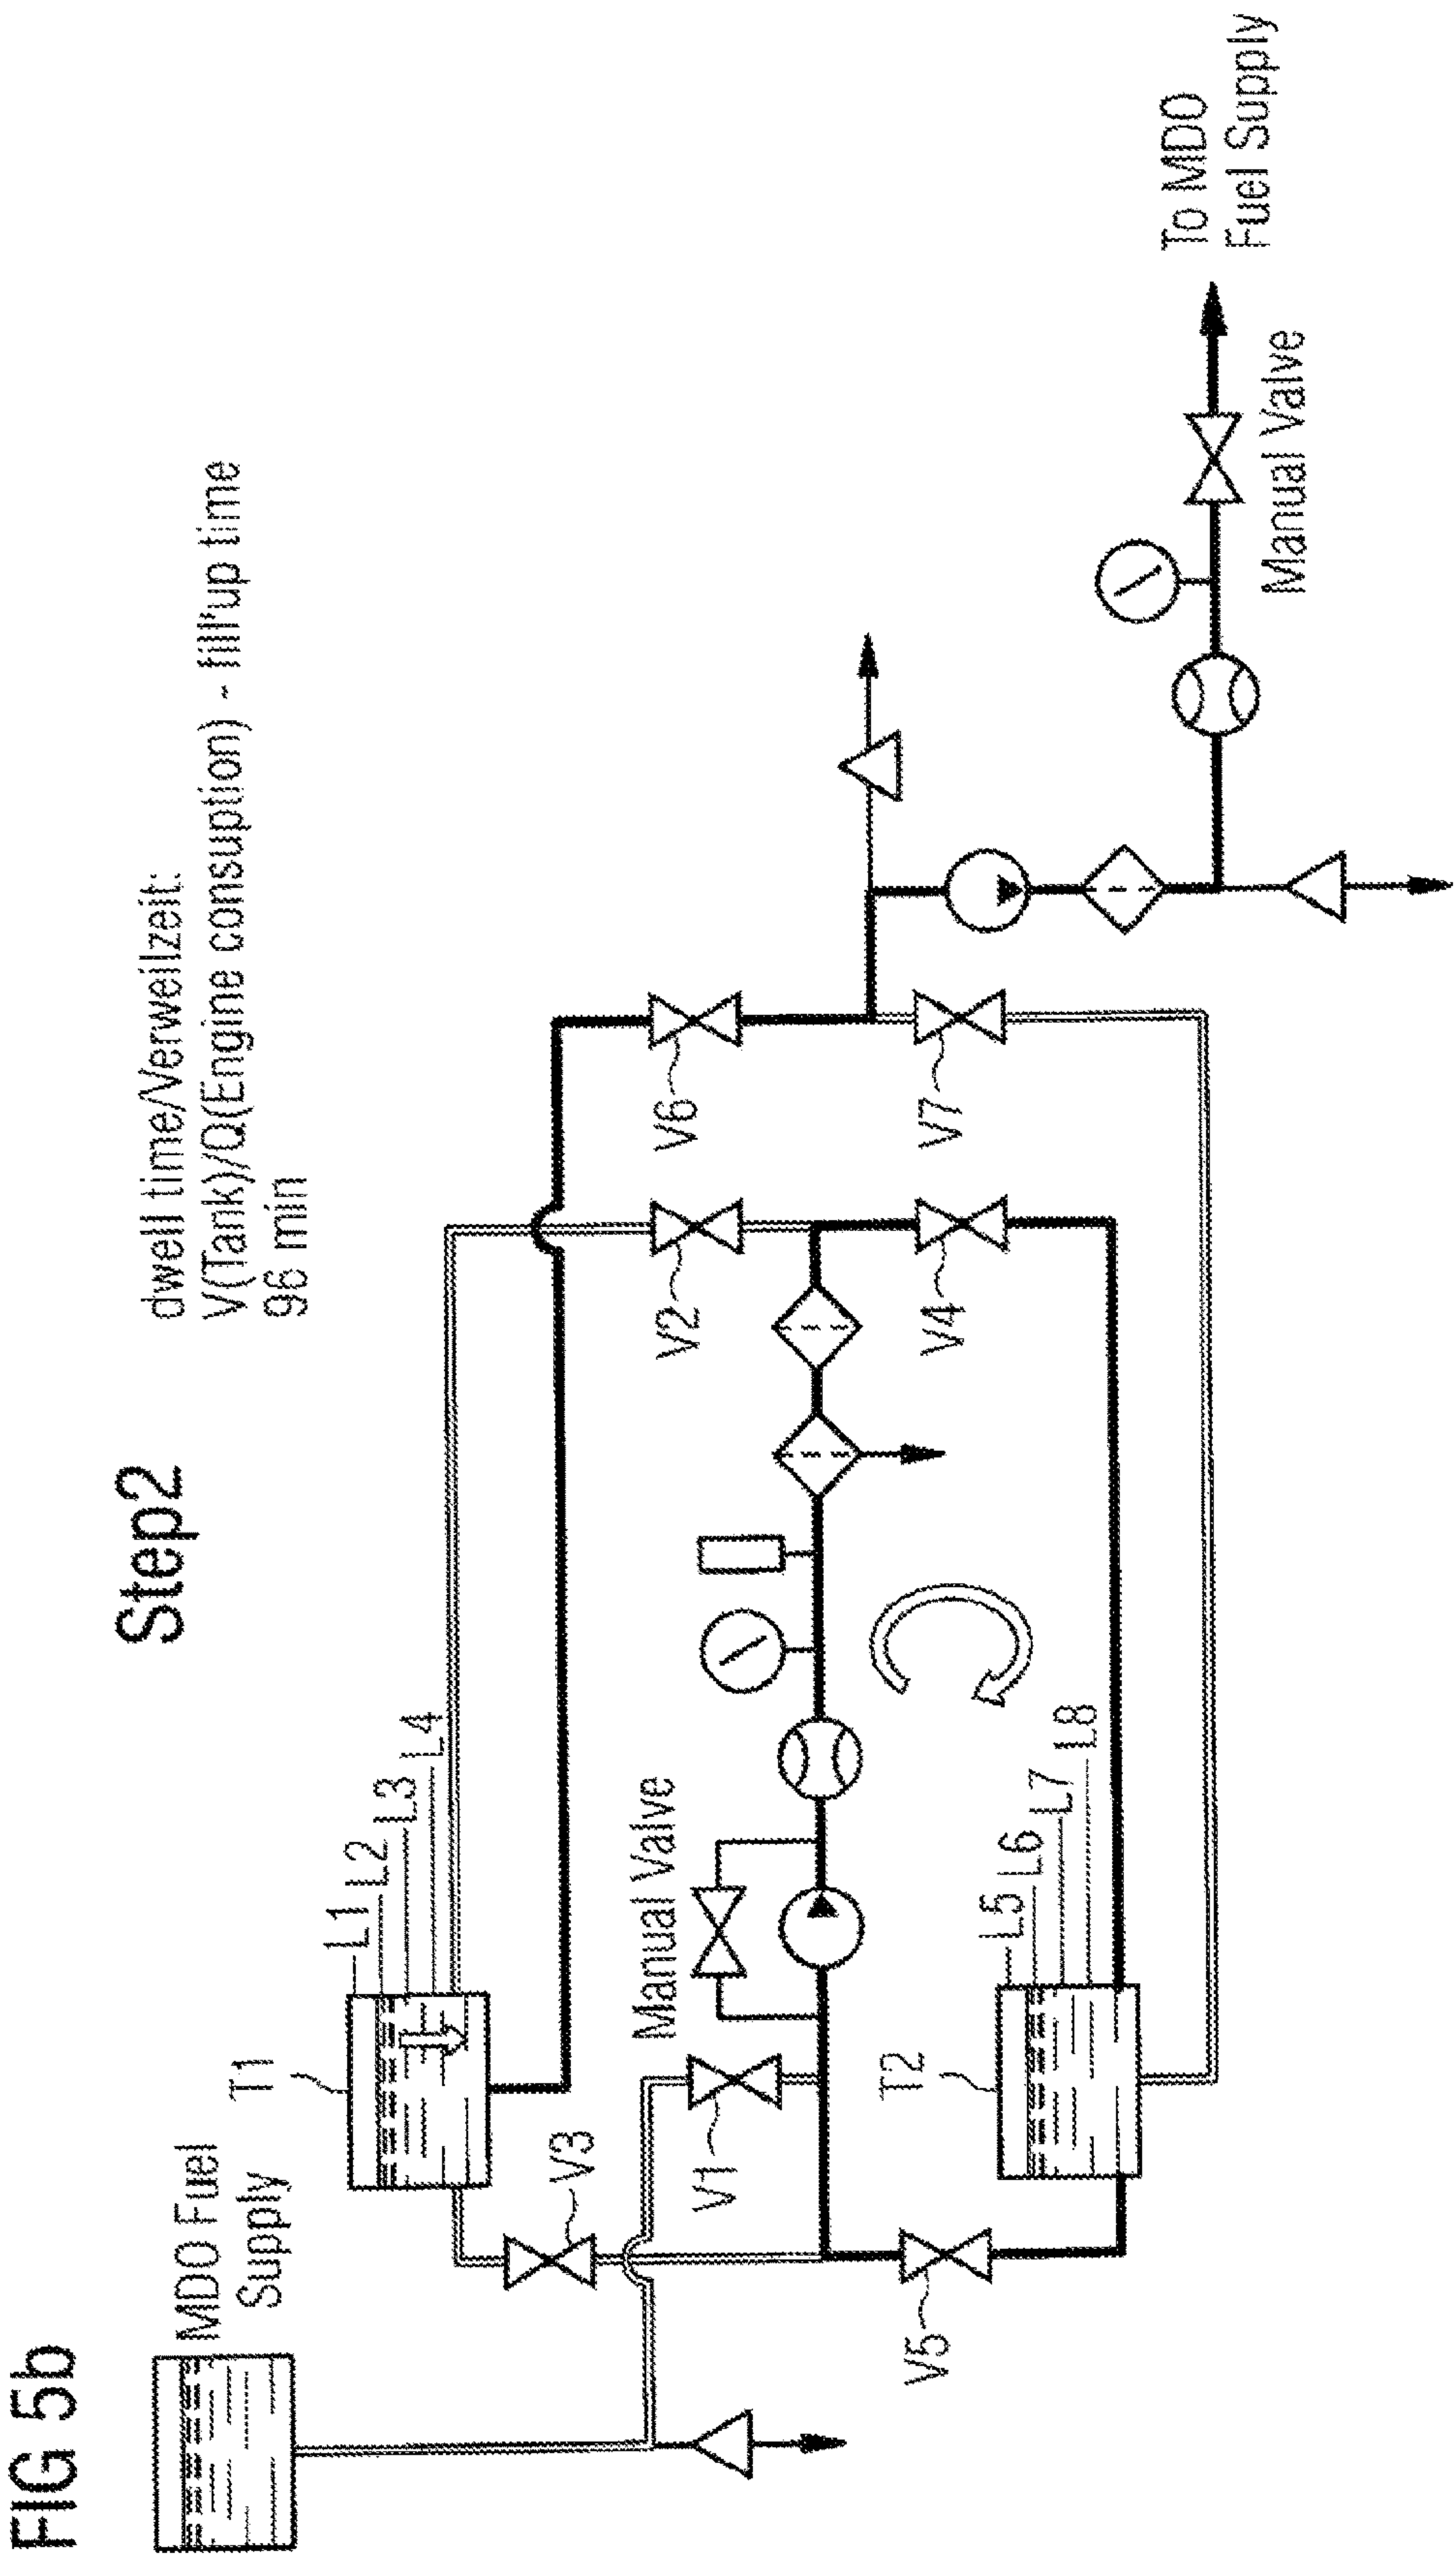 FIG 5b
Step2
dwell time/Verweilzeit:
V(Tank)/Q(Engine consuption) - fill'up time
96 min
MDO Fuel
Supply
T1
L1
L2
L3
L4
V3
V2
V6
Manual Valve
V1
V5
T2
L5
L6
L7
L8
V4
V7
Manual Valve
To MDO
Fuel Supply